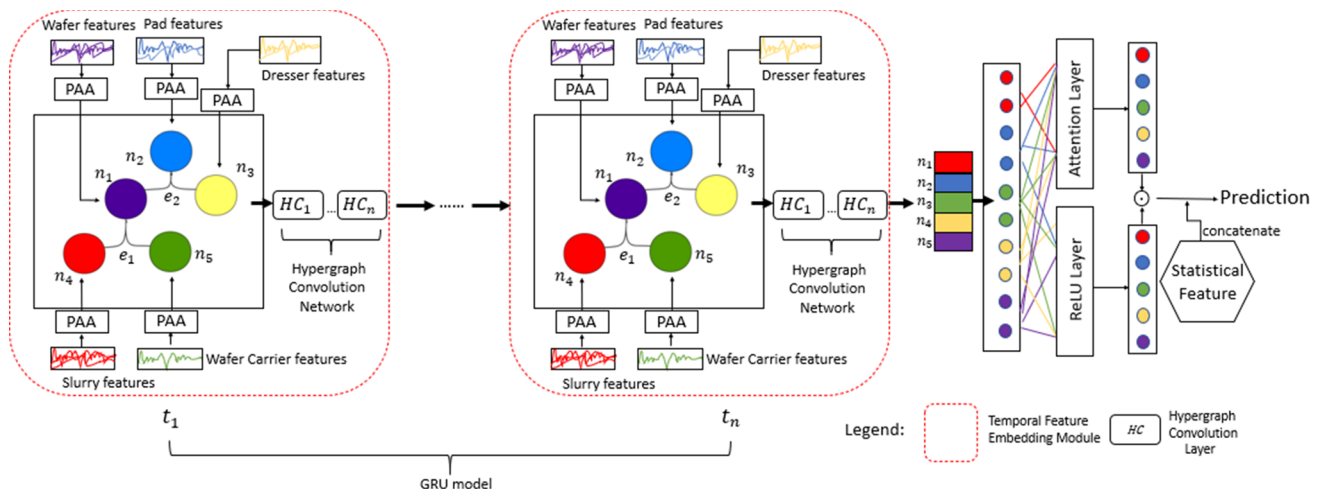 Wafer features
Pad features
Dresser features
PAA
PAA
PAA
n₂
n₁
n₃
e₂
e₁
n₄
n₅
HC₁ ... HCₙ
Hypergraph
Convolution
Network
PAA
PAA
Wafer Carrier features
Slurry features
t₁
......
Wafer features
Pad features
Dresser features
PAA
PAA
PAA
n₂
n₁
n₃
e₂
e₁
n₄
n₅
HC₁ ... HCₙ
Hypergraph
Convolution
Network
PAA
PAA
Wafer Carrier features
Slurry features
tₙ
GRU model
n₁
n₂
n₃
n₄
n₅
Attention Layer
ReLU Layer
Prediction
concatenate
Statistical
Feature
Legend:
Temporal Feature
Embedding Module
HC
Hypergraph
Convolution
Layer